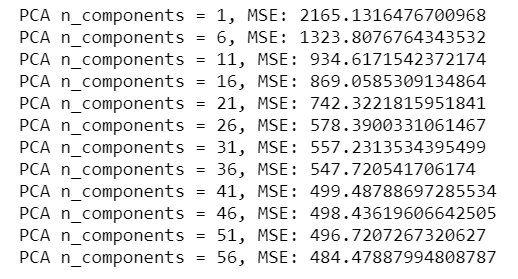 PCA n_components = 1, MSE: 2165.1316476700968
PCA n_components = 6, MSE: 1323.8076764343532
PCA n_components = 11, MSE: 934.6171542372174
PCA n_components = 16, MSE: 869.0585309134864
PCA n_components = 21, MSE: 742.3221815951841
PCA n_components = 26, MSE: 578.3900331061467
PCA n_components = 31, MSE: 557.2313534395499
PCA n_components = 36, MSE: 547.720541706174
PCA n_components = 41, MSE: 499.48788697285534
PCA n_components = 46, MSE: 498.43619606642505
PCA n_components = 51, MSE: 496.7207267320627
PCA n_components = 56, MSE: 484.47887994808787